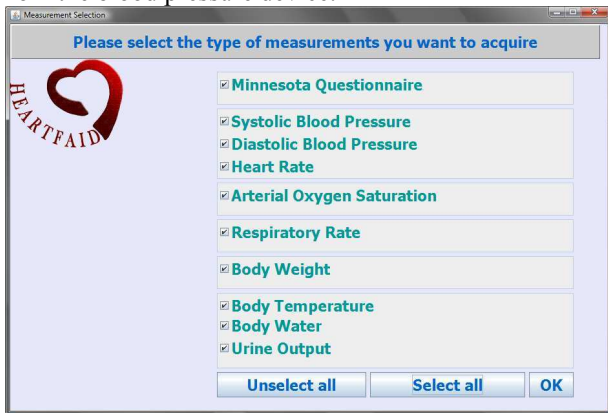 Measurement Selection
Please select the type of measurements you want to acquire
HEARTFAID
Minnesota Questionnaire
Systolic Blood Pressure
Diastolic Blood Pressure
Heart Rate
Arterial Oxygen Saturation
Respiratory Rate
Body Weight
Body Temperature
Body Water
Urine Output
Unselect all Select all OK